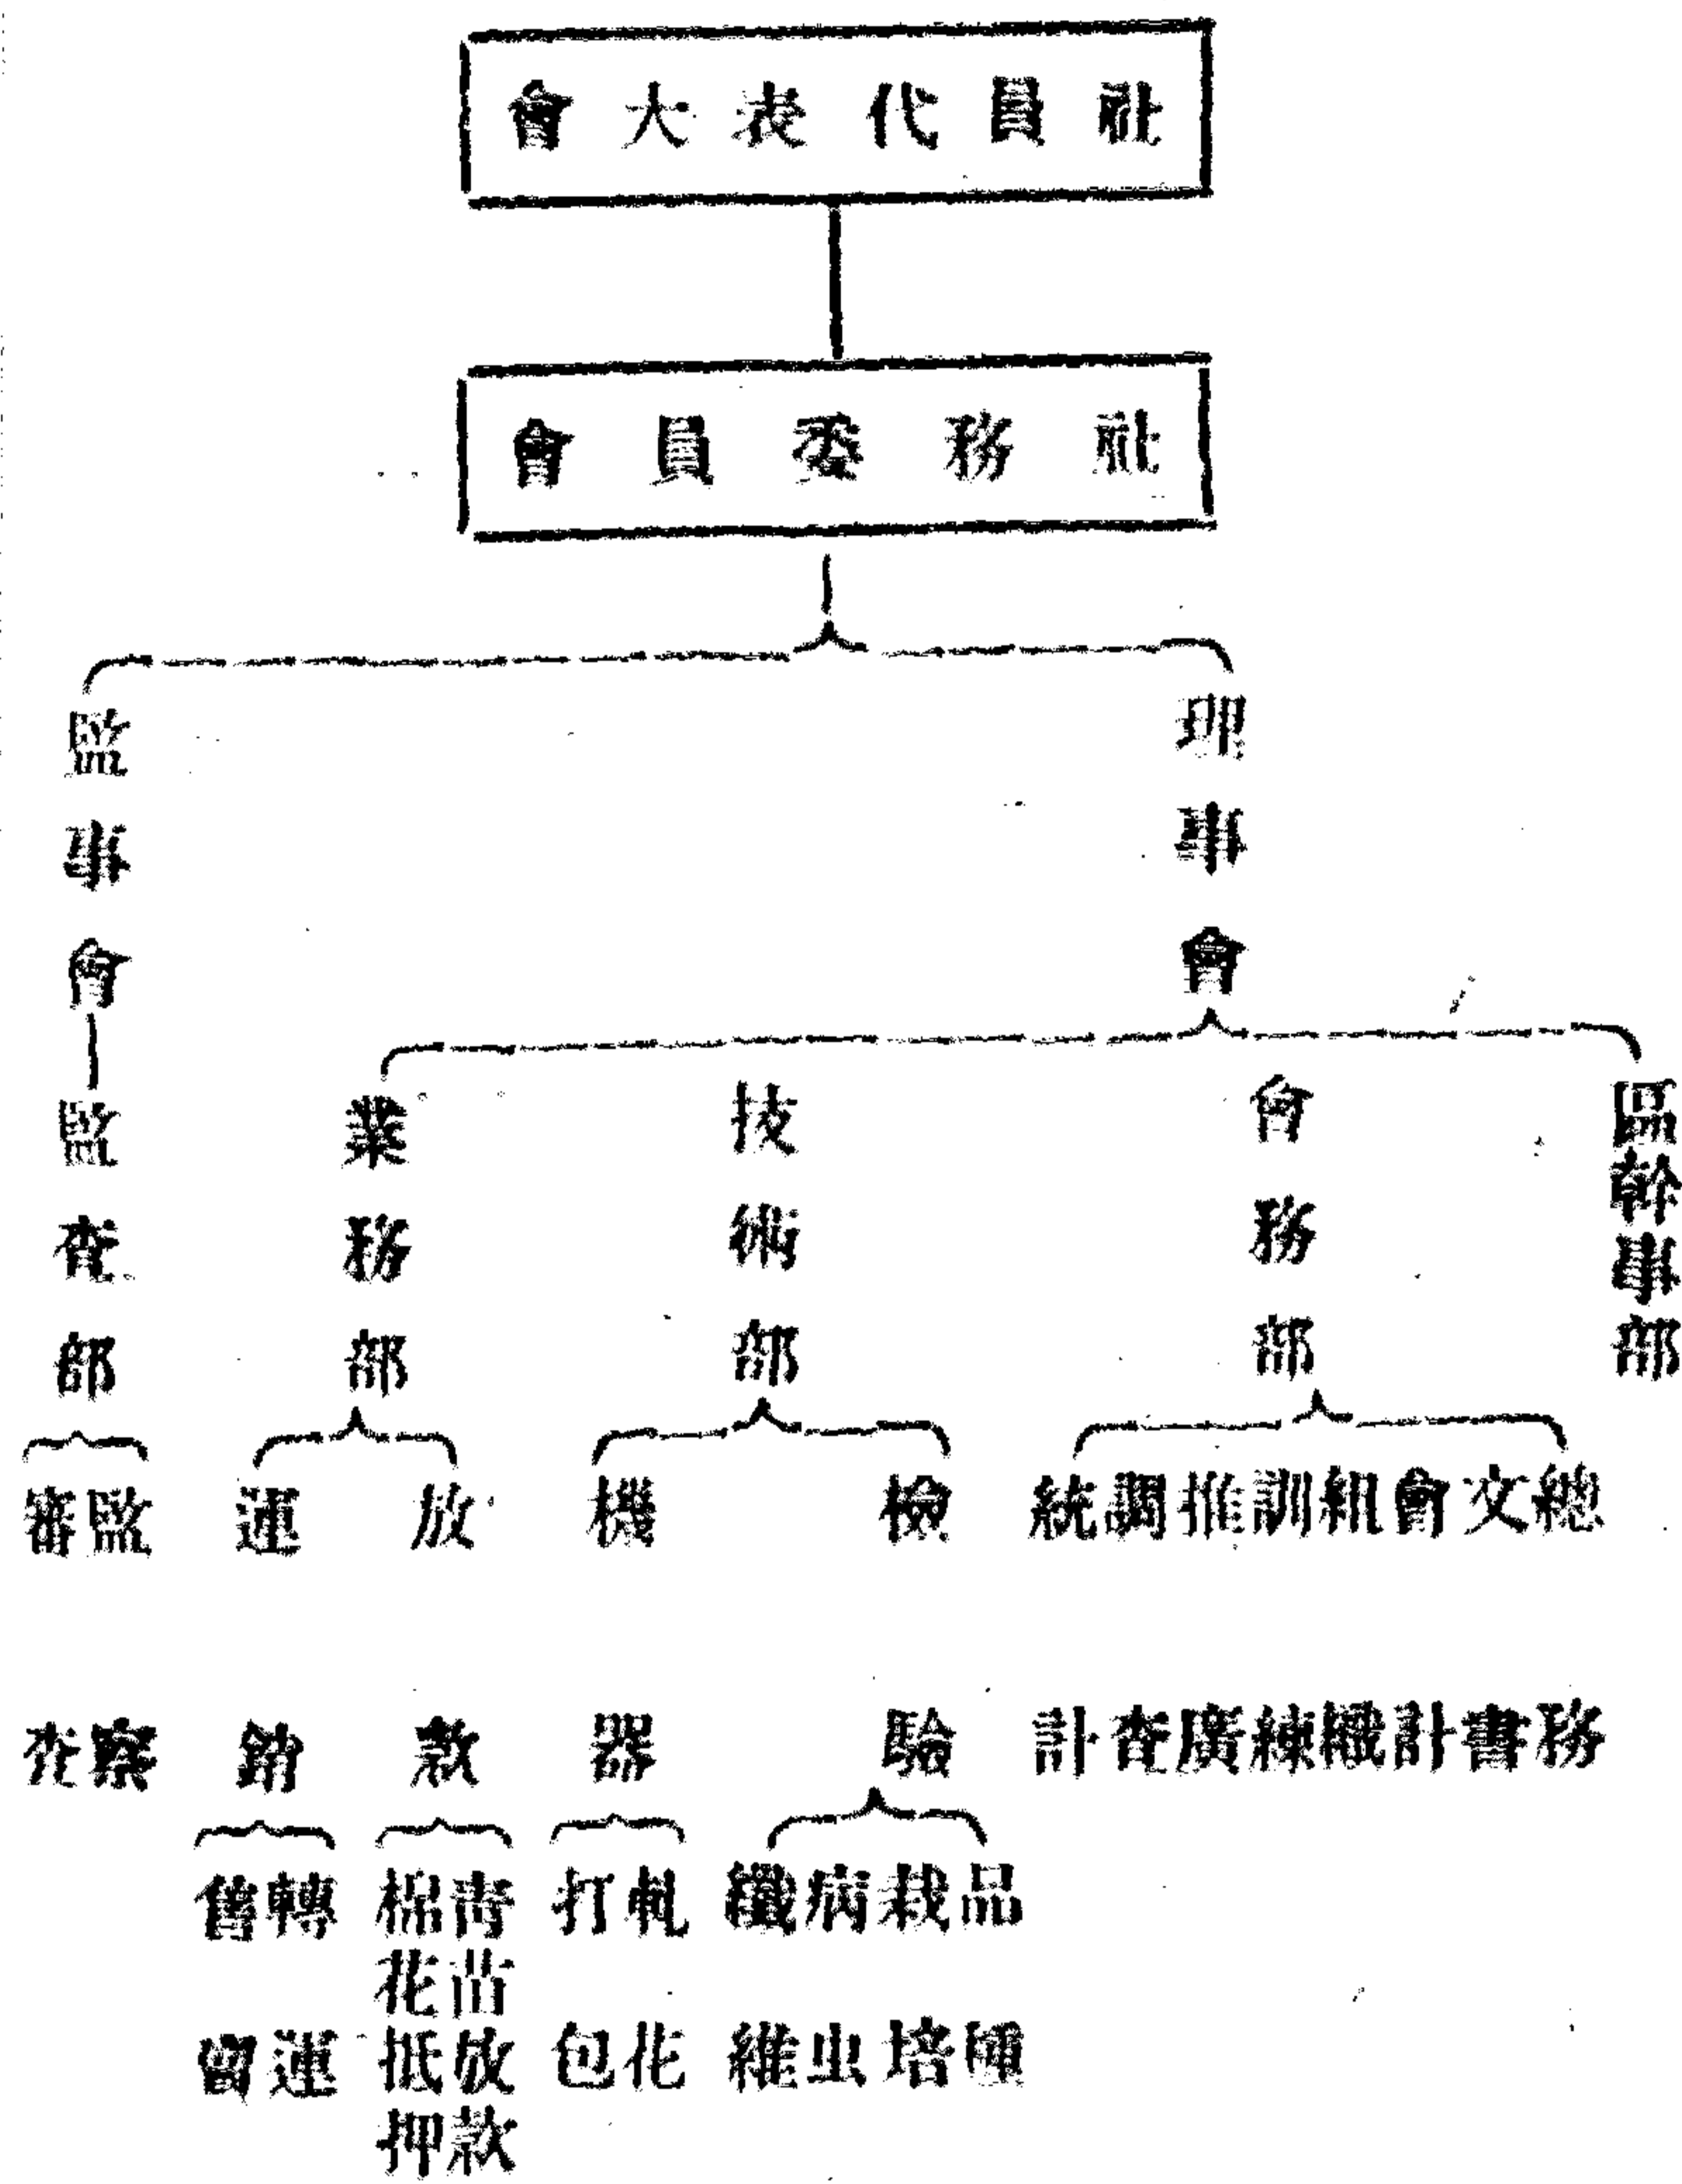 社員代表大會
社務委員會
理事會
監事會
區幹事部
會務部
技術部
業務部
監查部
總務
文書
會計
組織
訓練
推廣
調查
統計
檢驗
機器
放款
運銷
監察
審查
品種
栽培
病虫
纖維
軋花
打包
青苗放款
棉花抵押
轉運